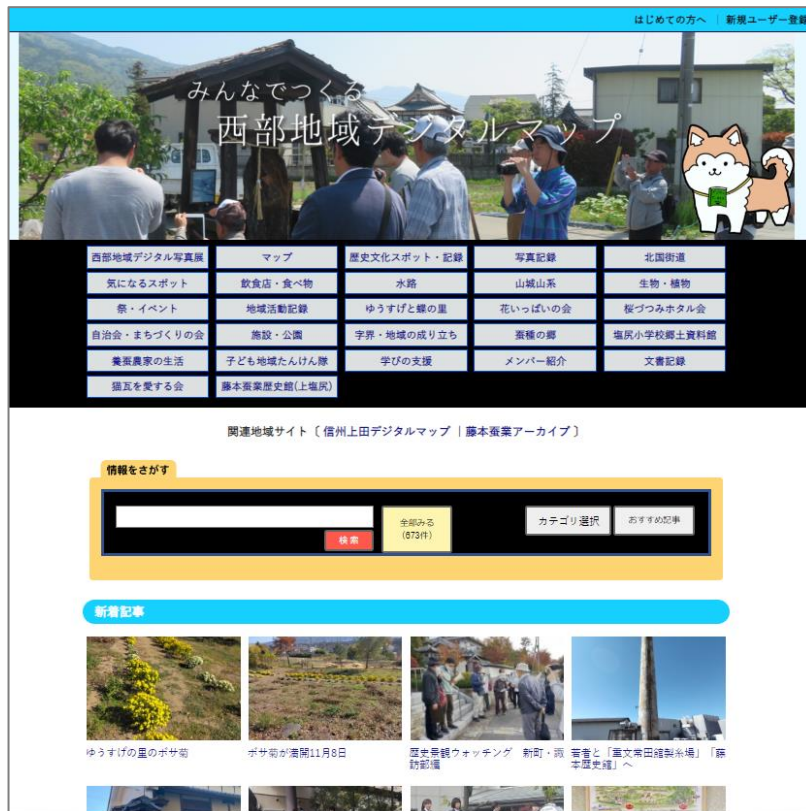 はじめての方へ | 新規ユーザー登録
みんなでつくる
西部地域デジタルマップ
西部地域デジタル写真展 マップ 歴史文化スポット・記録 写真記録 北国街道
気になるスポット 飲食店・食べ物 水路 山城山系 生物・植物
祭・イベント 地域活動記録 ゆうすげと蝶の里 花いっぱいの会 桜づつみホタル会
自治会・まちづくりの会 施設・公園 字界・地域の成り立ち 蚕種の郷 塩尻小学校郷土資料館
養蚕農家の生活 子ども地域たんけん隊 学びの支援 メンバー紹介 文書記録
猫瓦を愛する会 藤本蚕業歴史館(上塩尻)
関連地域サイト〔 信州上田デジタルマップ | 藤本蚕業アーカイブ 〕
情報をさがす
全部みる
(673件)
カテゴリ選択 おすすめ記事
検索
新着記事
ゆうすげの里のボサ菊 ボサ菊が満開11月8日 歴史景観ウォッチング 新町・諏 若者と「重文常田館製糸場」「藤
訪部編 本歴史館」へ